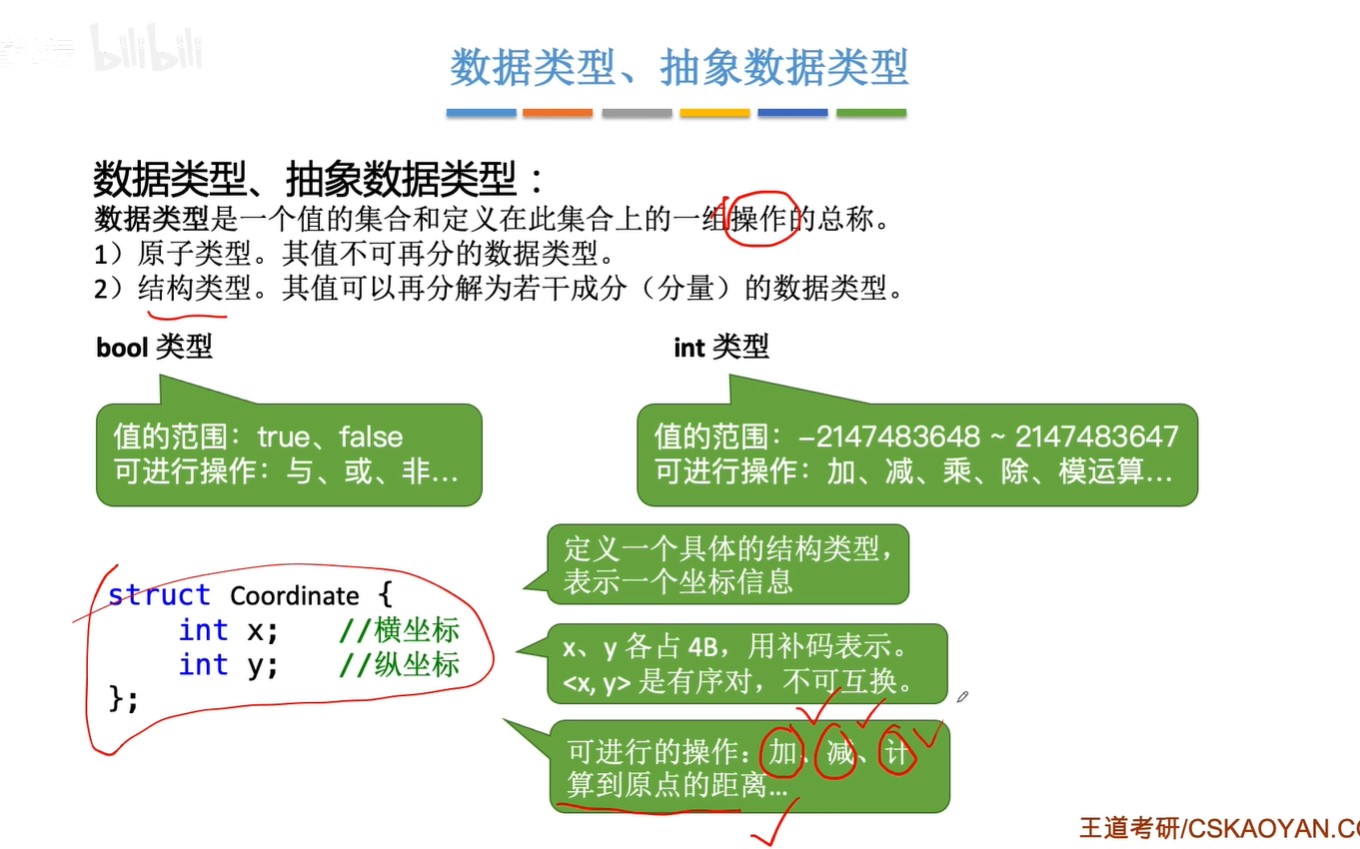 bilibili
数据类型、抽象数据类型
数据类型、抽象数据类型：
数据类型是一个值的集合和定义在此集合上的一组操作的总称。
1）原子类型。其值不可再分的数据类型。
2）结构类型。其值可以再分解为若干成分（分量）的数据类型。
bool 类型
int 类型
值的范围：true、false
可进行操作：与、或、非...
值的范围：-2147483648 ~ 2147483647
可进行操作：加、减、乘、除、模运算...
定义一个具体的结构类型，
表示一个坐标信息
struct Coordinate {
int x; //横坐标
int y; //纵坐标
};
x、y 各占 4B，用补码表示。
<x, y> 是有序对，不可互换。
可进行的操作：加、减、计
算到原点的距离...
王道考研/CSKAOYAN.CO